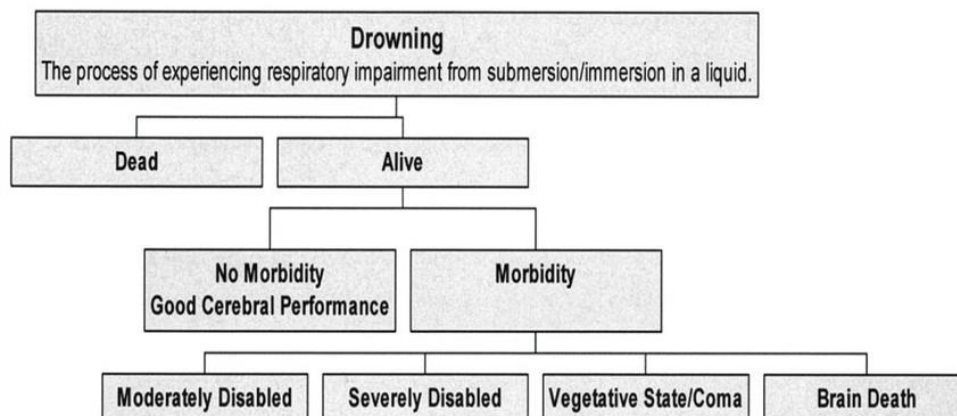 Drowning
The process of experiencing respiratory impairment from submersion/immersion in a liquid.
Dead
Alive
No Morbidity
Good Cerebral Performance
Morbidity
Moderately Disabled
Severely Disabled
Vegetative State/Coma
Brain Death